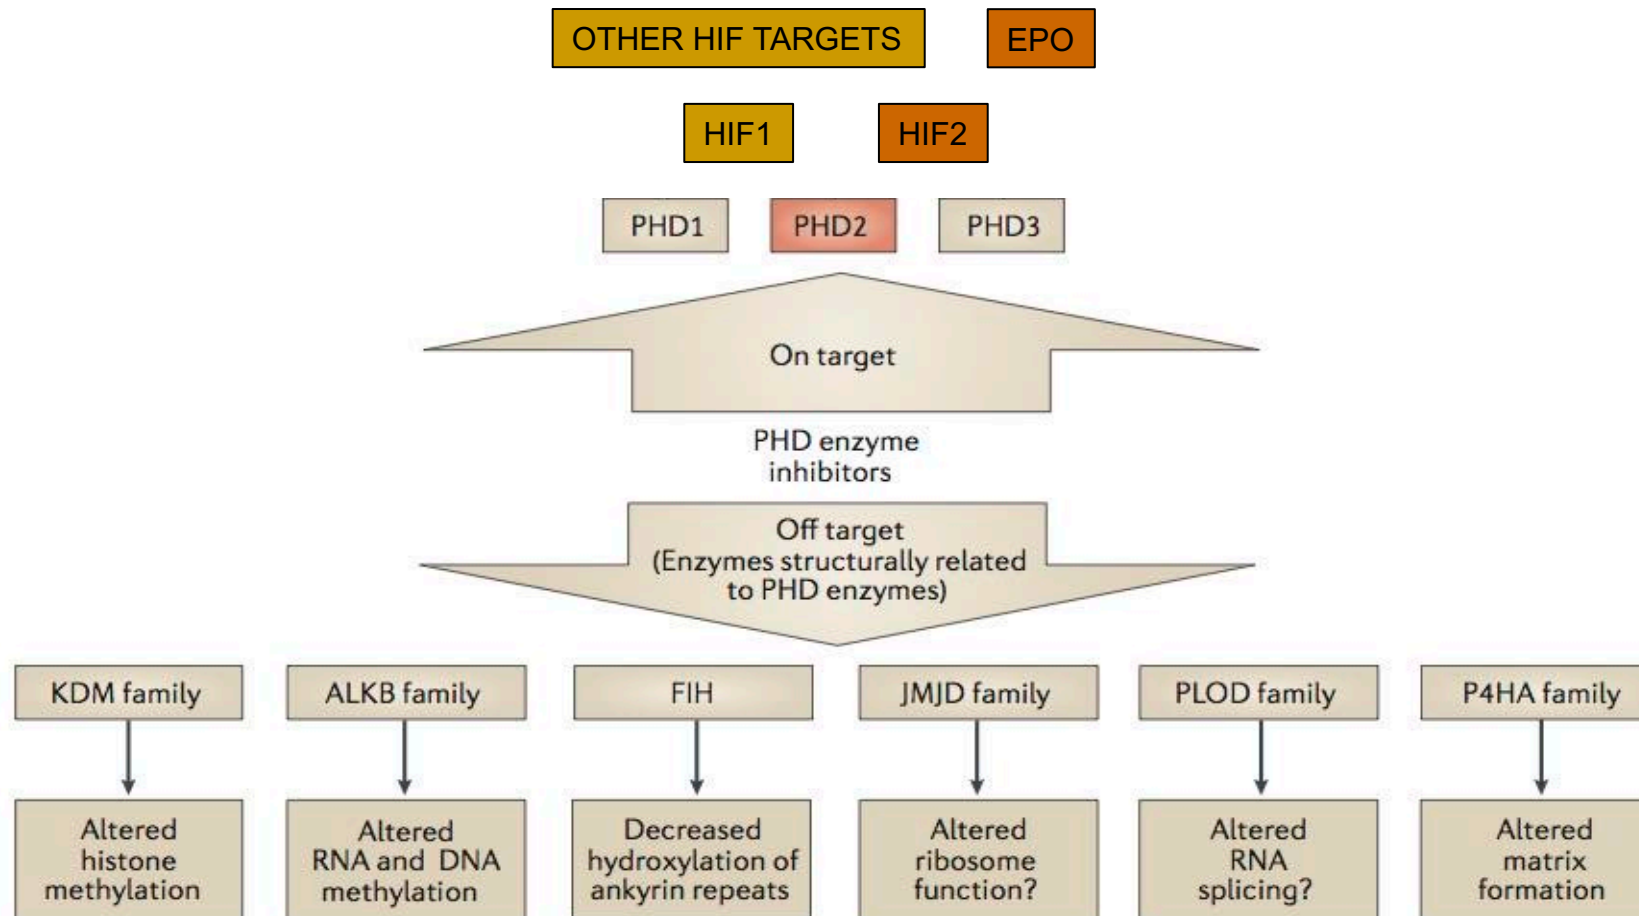 OTHER HIF TARGETS
EPO
HIF1
HIF2
PHD1
PHD2
PHD3
On target
PHD enzyme
inhibitors
Off target
(Enzymes structurally related
to PHD enzymes)
KDM family
ALKB family
FIH
JMJD family
PLOD family
P4HA family
Altered
histone
methylation
Altered
RNA and DNA
methylation
Decreased
hydroxylation of
ankyrin repeats
Altered
ribosome
function?
Altered
RNA
splicing?
Altered
matrix
formation